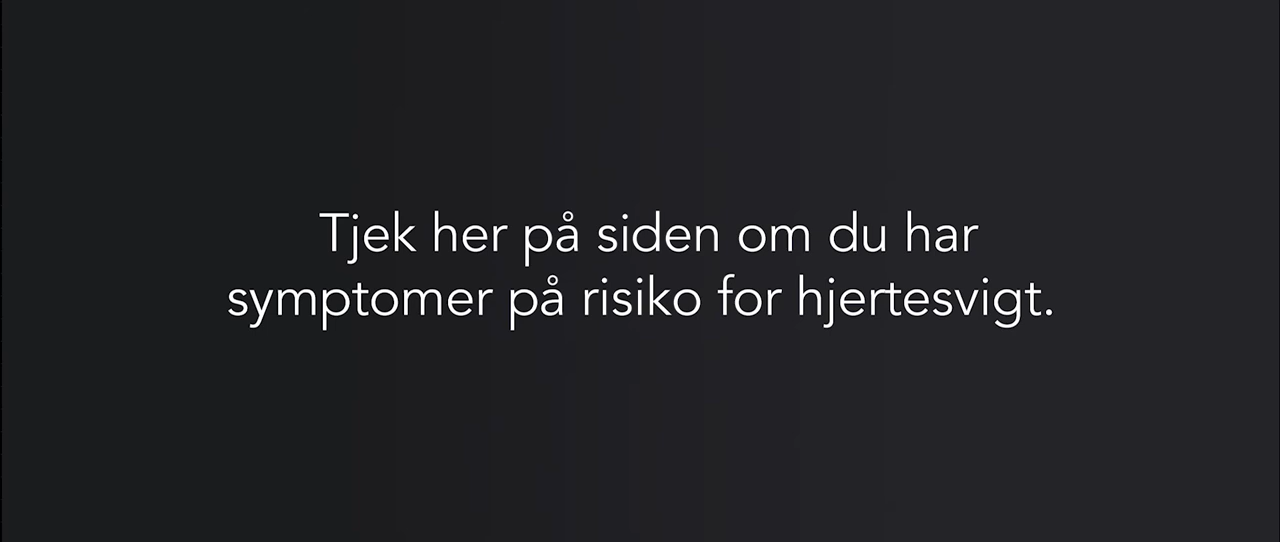 Tjek her på siden om du har
symptomer på risiko for hjertesvigt.